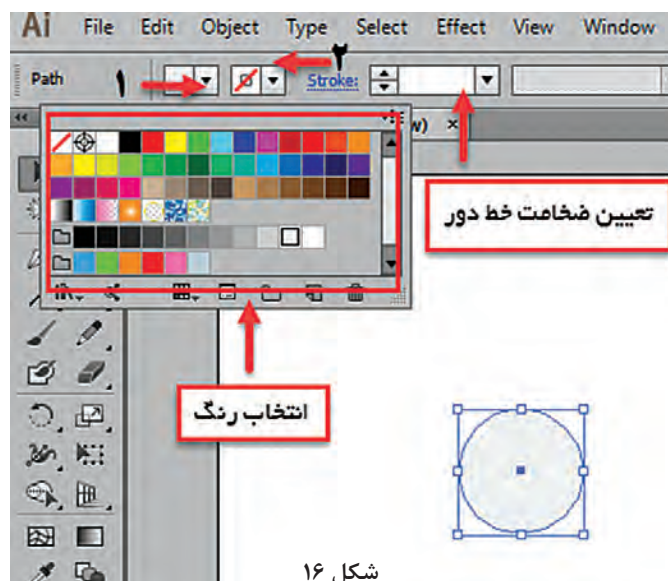 Ai File Edit Object Type Select Effect View Window
۲
Path ۱ Stroke:
w) ×
تعیین ضخامت خط دور
انتخاب رنگ
شکل ۱۶